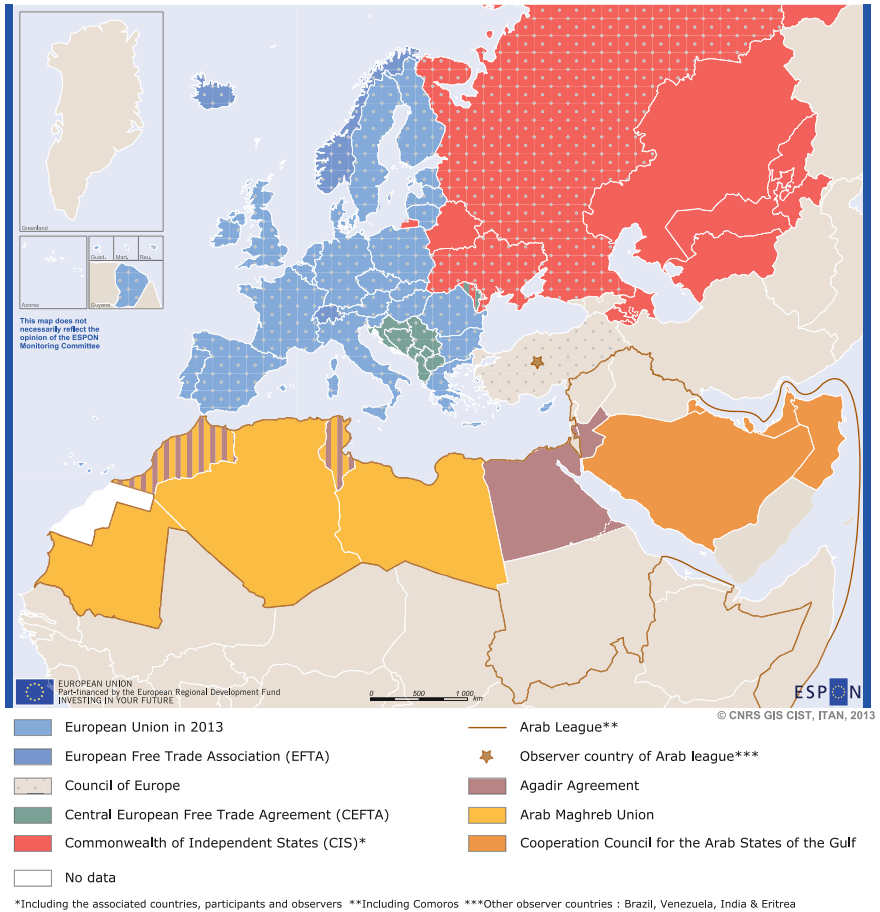 Greenland
Guad. Mart. Reu.
Azores
Guyane
This map does not
necessarily reflect the
opinion of the ESPON
Monitoring Committee
EUROPEAN UNION
Part-financed by the European Regional Development Fund
INVESTING IN YOUR FUTURE
0 500 1 000
km
ESPON
© CNRS GIS CIST, ITAN, 2013
European Union in 2013
European Free Trade Association (EFTA)
Council of Europe
Central European Free Trade Agreement (CEFTA)
Commonwealth of Independent States (CIS)*
No data
Arab League**
Observer country of Arab league***
Agadir Agreement
Arab Maghreb Union
Cooperation Council for the Arab States of the Gulf
*Including the associated countries, participants and observers **Including Comoros ***Other observer countries : Brazil, Venezuela, India & Eritrea